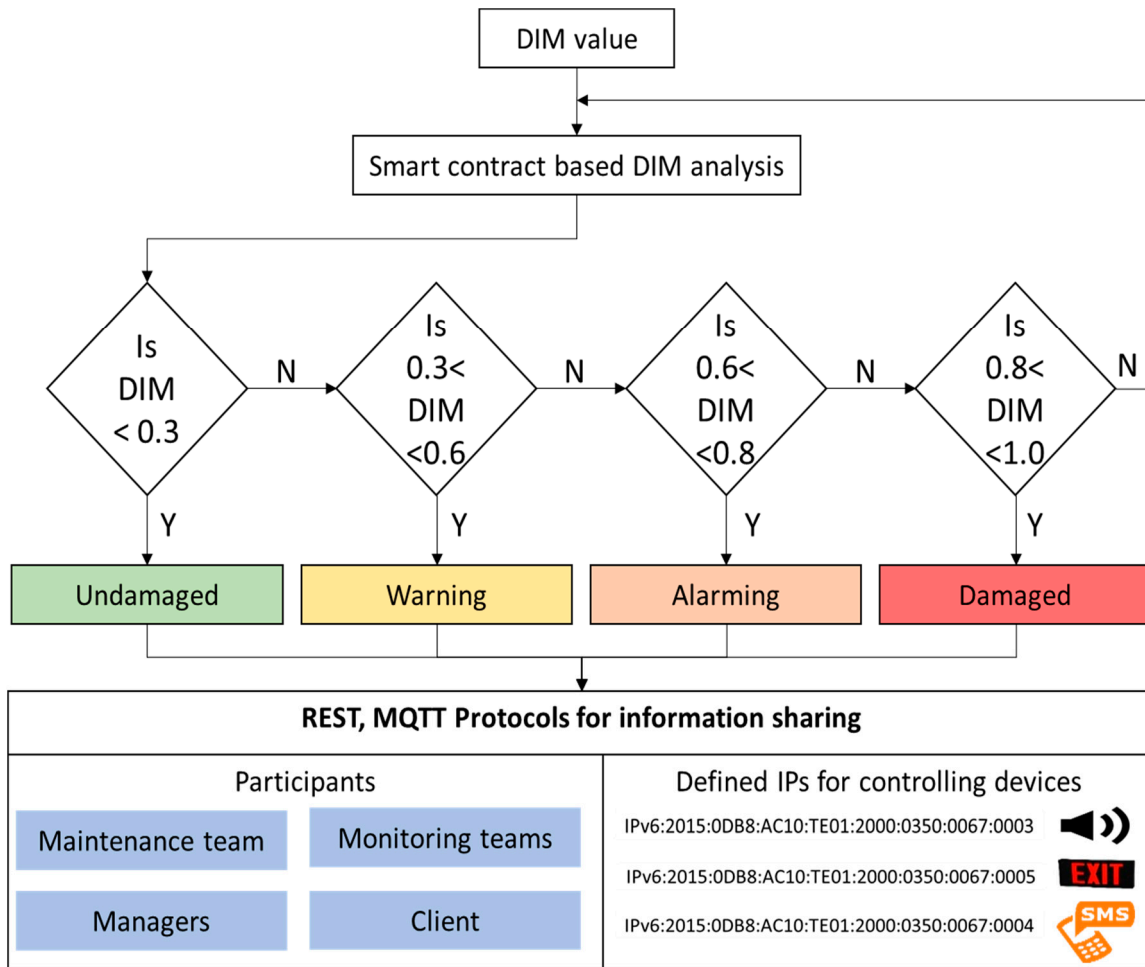 DIM value
Smart contract based DIM analysis
Is
DIM
< 0.3
N
Is
0.3<
DIM
<0.6
N
Is
0.6<
DIM
<0.8
N
Is
0.8<
DIM
<1.0
N
Y
Y
Y
Y
Undamaged
Warning
Alarming
Damaged
REST, MQTT Protocols for information sharing
Participants
Maintenance team
Monitoring teams
Managers
Client
Defined IPs for controlling devices
IPv6:2015:0DB8:AC10:TE01:2000:0350:0067:0003
IPv6:2015:0DB8:AC10:TE01:2000:0350:0067:0005
EXIT
IPv6:2015:0DB8:AC10:TE01:2000:0350:0067:0004
SMS